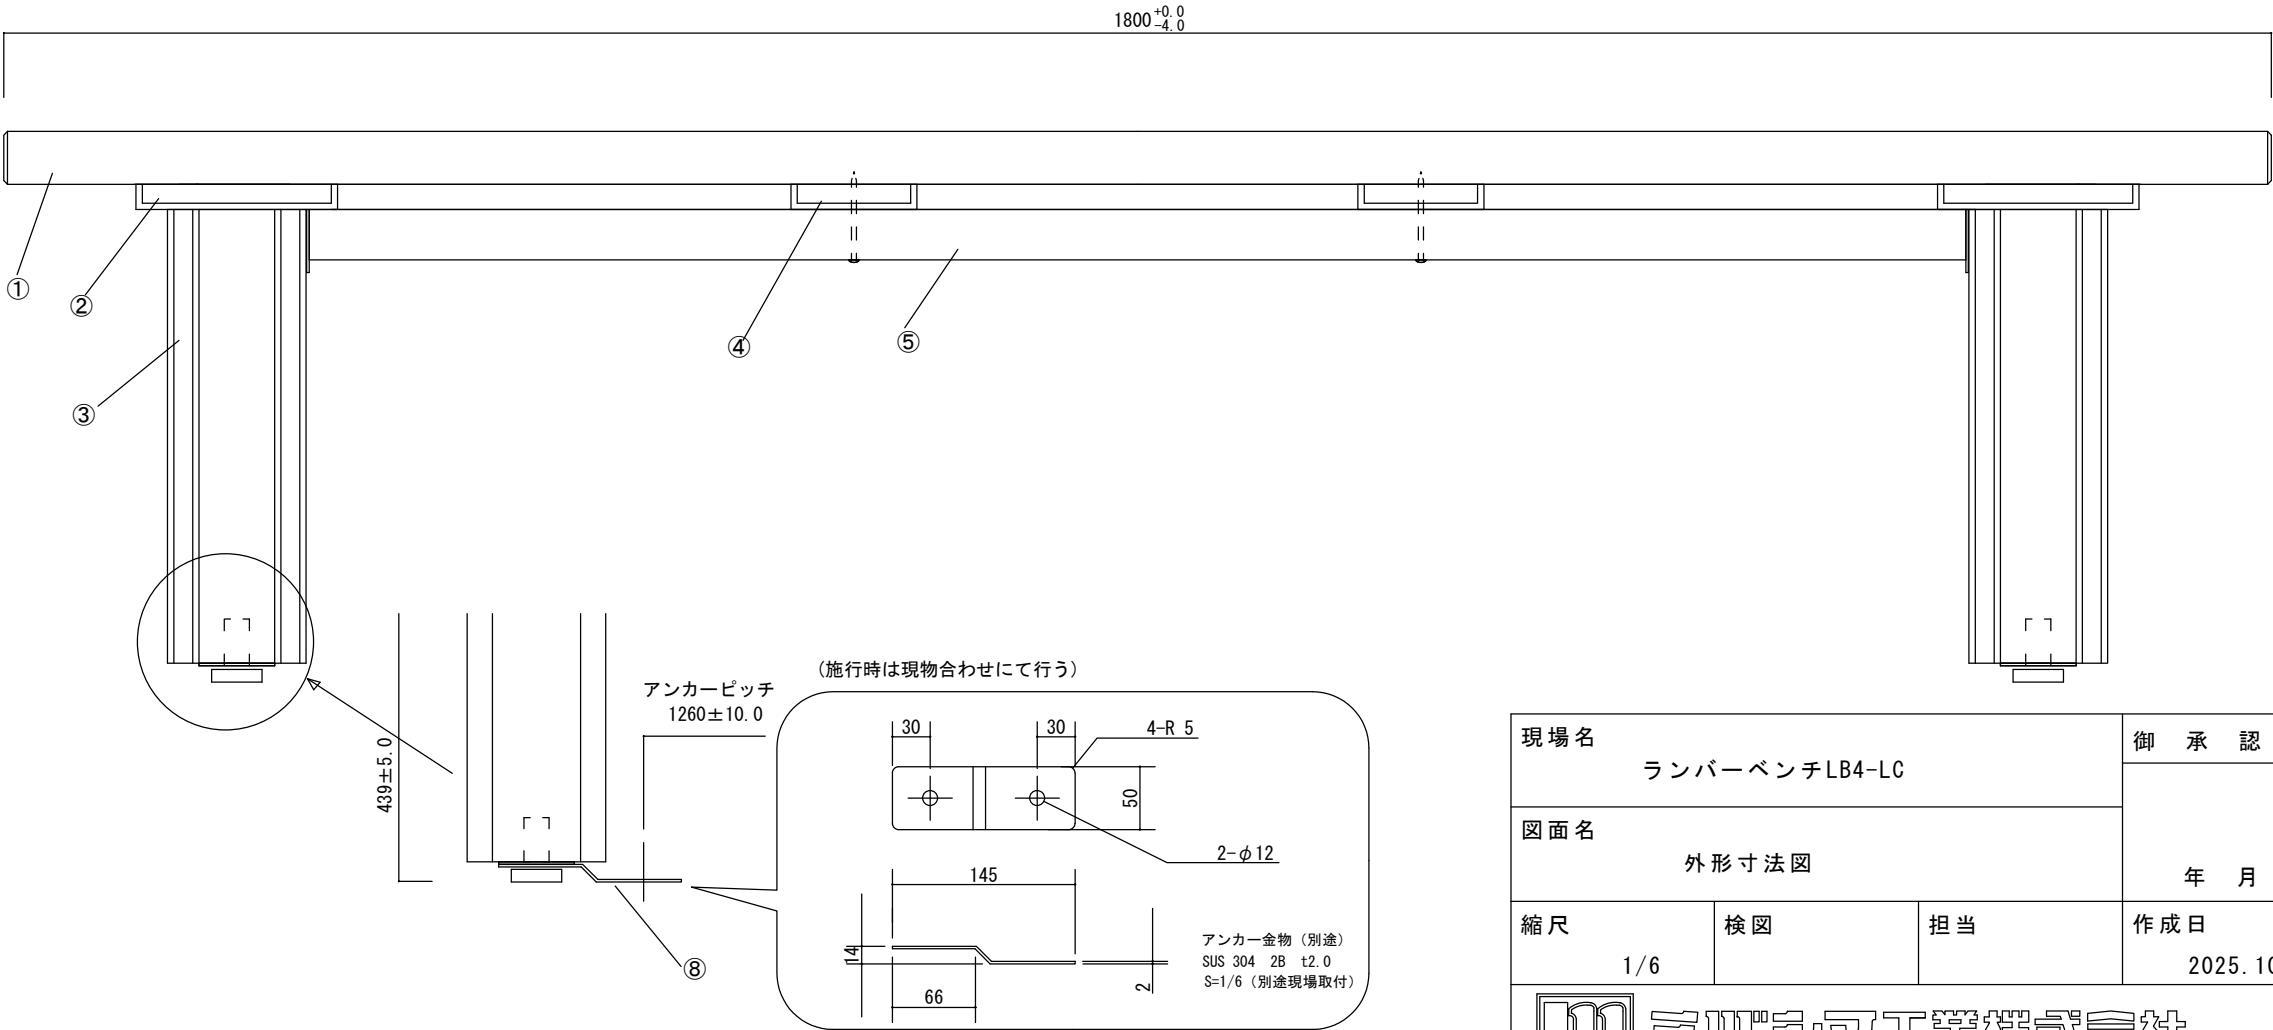 1800 +0.0 -4.0
①
②
③
④
⑤
(施行時は現物合わせにて行う)
アンカーピッチ
1260±10.0
439±5.0
30
30
4-R 5
50
2-φ12
145
14
66
2
アンカー金物 (別途)
SUS 304 2B t2.0
S=1/6 (別途現場取付)
⑧
現場名
ランバーベンチLB4-LC
御承認
図面名
外形寸法図
年 月
縮尺
1/6
検図
担当
作成日
2025.10